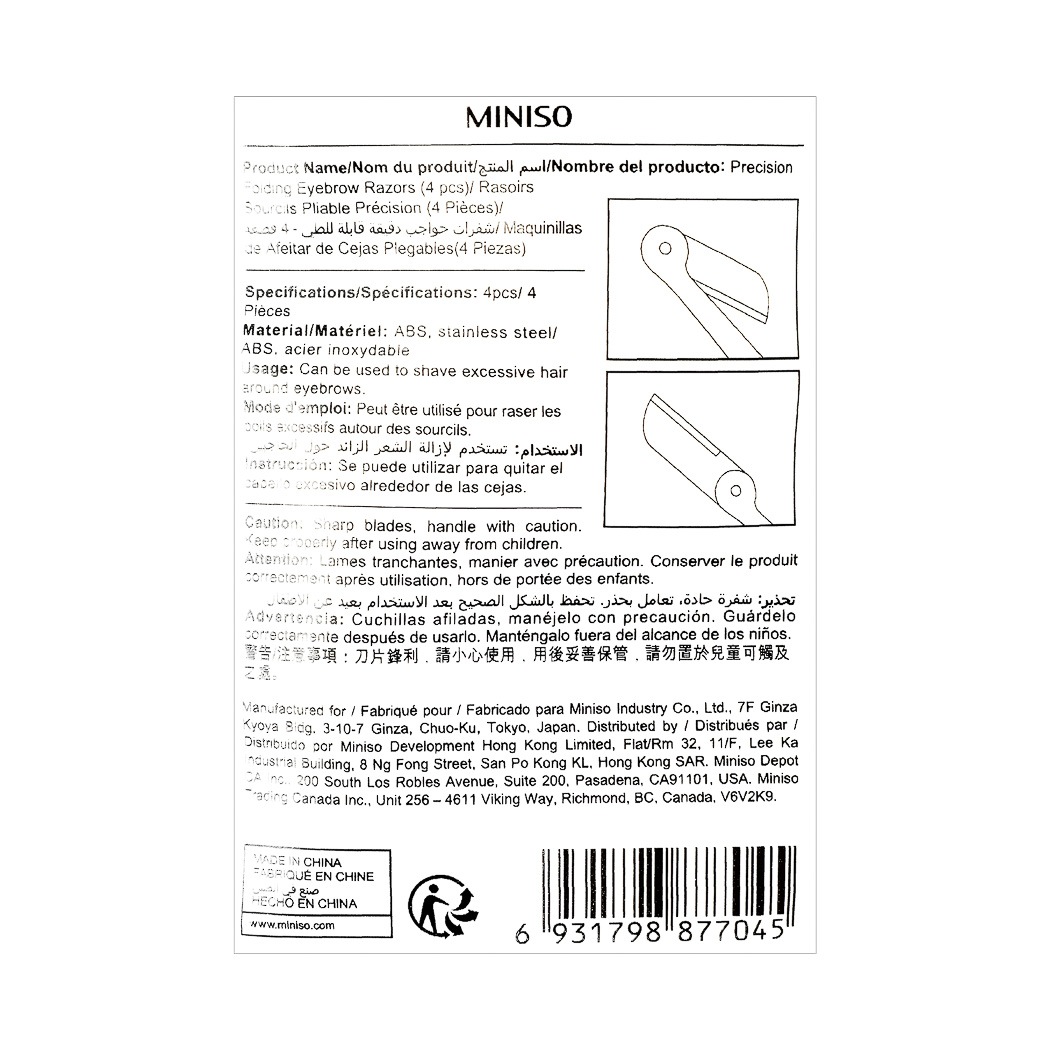 MINISO
Product Name/Nom du produit/اسم المنتج/Nombre del producto: Precision
Folding Eyebrow Razors (4 pcs)/ Rasoirs
Sourcils Pliable Précision (4 Pièces)/
شفرات حواجب دقيقة قابلة للطي - 4 قطعة/ Maquinillas
de Afeitar de Cejas Plegables(4 Piezas)
Specifications/Spécifications: 4pcs/ 4
Pièces
Material/Matériel: ABS, stainless steel/
ABS, acier inoxydable
Usage: Can be used to shave excessive hair
around eyebrows.
Mode d'emploi: Peut être utilisé pour raser les
poils excessifs autour des sourcils.
الاستخدام: تستخدم لإزالة الشعر الزائد حول الحاجبين
Instrucción: Se puede utilizar para quitar el
cabello excesivo alrededor de las cejas.
Caution: Sharp blades, handle with caution.
Keep properly after using away from children.
Attention: Lames tranchantes, manier avec précaution. Conserver le produit
correctement après utilisation, hors de portée des enfants.
تحذير: شفرة حادة، تعامل بحذر. تحفظ بالشكل الصحيح بعد الاستخدام بعيد عن الاطفال
Advertencia: Cuchillas afiladas, manéjelo con precaución. Guárdelo
correctamente después de usarlo. Manténgalo fuera del alcance de los niños.
警告/注意事項：刀片鋒利．請小心使用．用後妥善保管．請勿置於兒童可觸及
之處。
Manufactured for / Fabriqué pour / Fabricado para Miniso Industry Co., Ltd., 7F Ginza
Kyoya Bldg. 3-10-7 Ginza, Chuo-Ku, Tokyo, Japan. Distributed by / Distribués par /
Distribuido por Miniso Development Hong Kong Limited, Flat/Rm 32, 11/F, Lee Ka
Industrial Building, 8 Ng Fong Street, San Po Kong KL, Hong Kong SAR. Miniso Depot
CA, Inc., 200 South Los Robles Avenue, Suite 200, Pasadena, CA91101, USA. Miniso
Trading Canada Inc., Unit 256 – 4611 Viking Way, Richmond, BC, Canada, V6V2K9.
MADE IN CHINA
FABRIQUÉ EN CHINE
صنع في الصين
HECHO EN CHINA
www.miniso.com
6 931798 877045